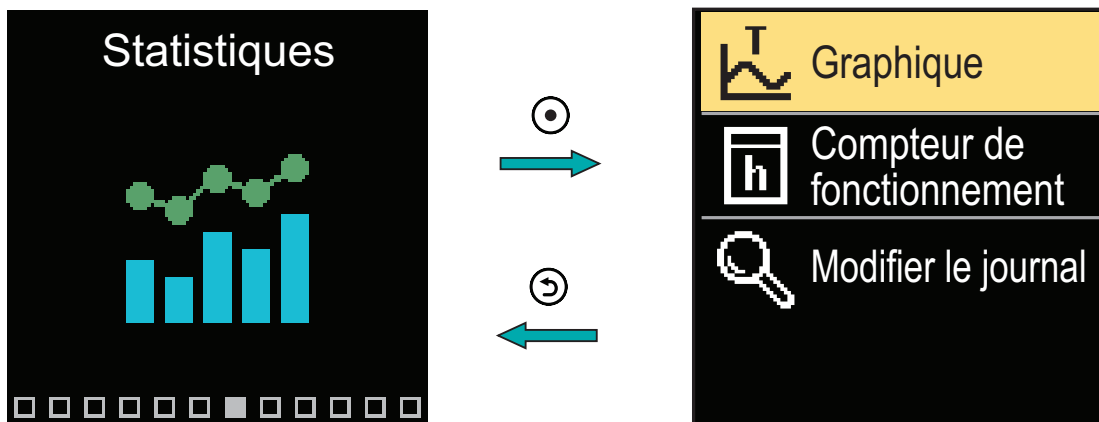 Statistiques
T
Graphique
h
Compteur de
fonctionnement
Modifier le journal